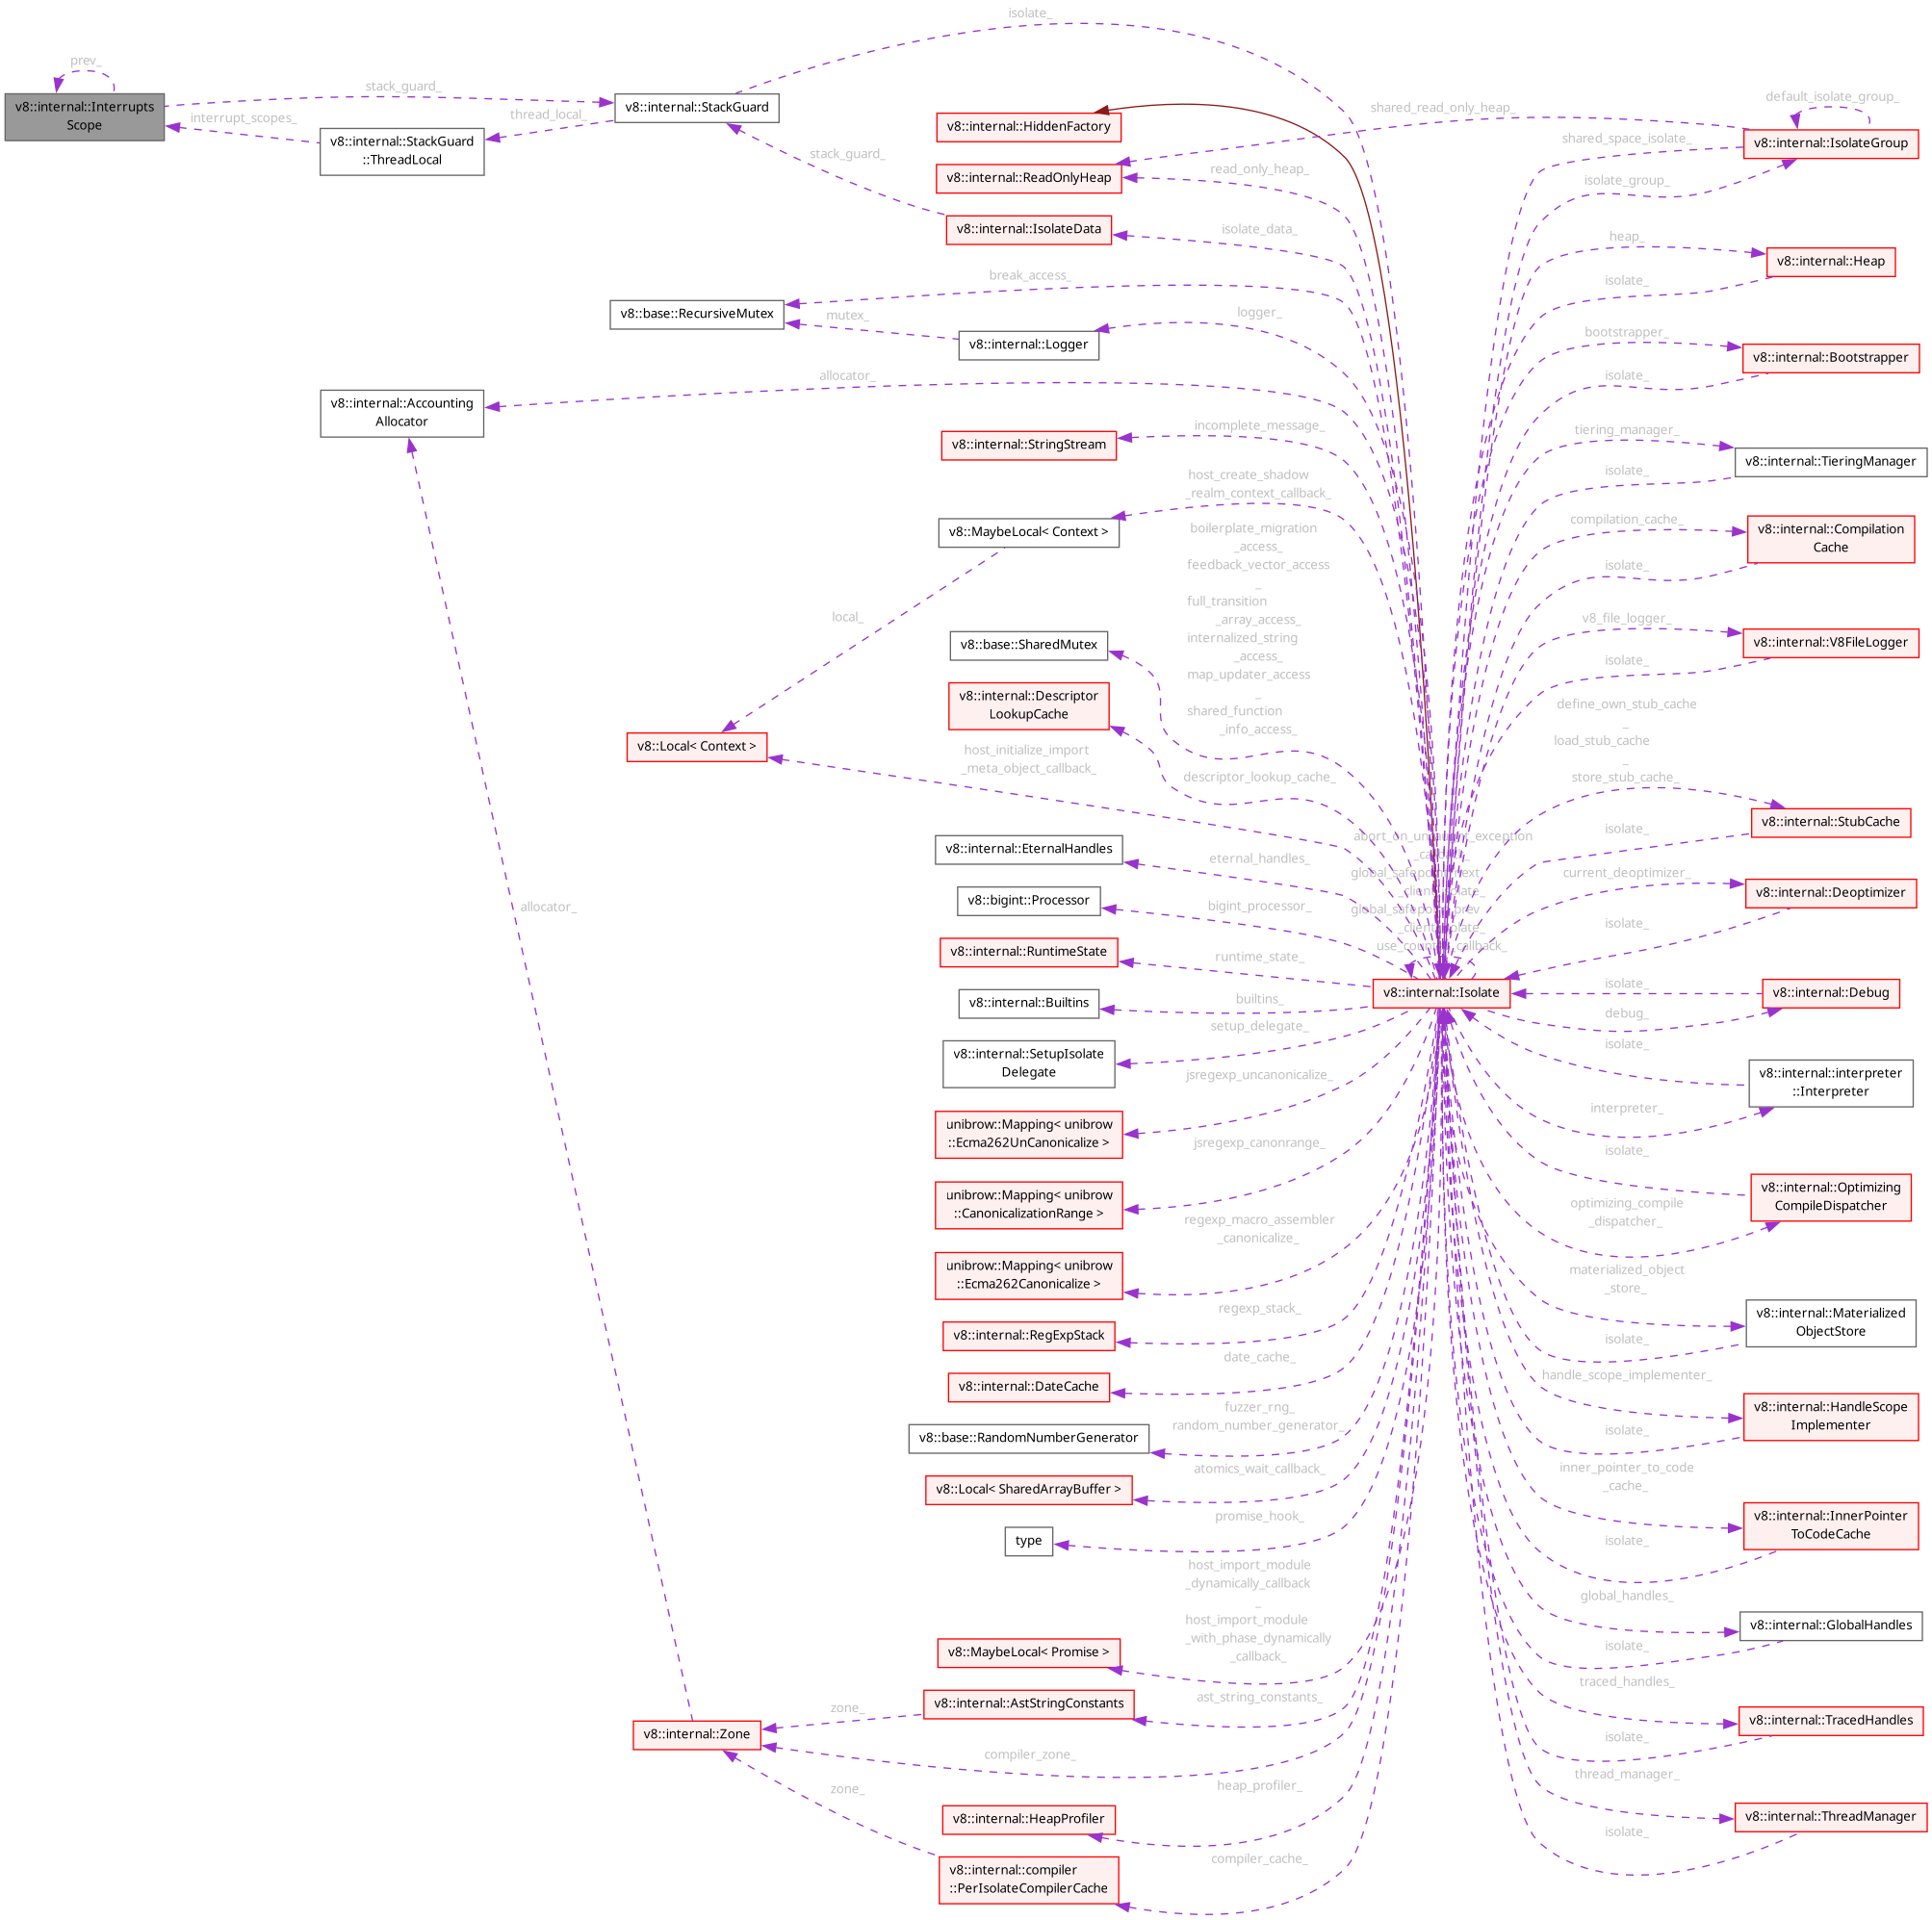 isolate_
prev_
stack_guard_
v8::internal::Interrupts
Scope
v8::internal::StackGuard
thread_local_
interrupt_scopes_
v8::internal::StackGuard
::ThreadLocal
stack_guard_
v8::internal::HiddenFactory
shared_read_only_heap_
default_isolate_group_
shared_space_isolate_
v8::internal::IsolateGroup
v8::internal::ReadOnlyHeap
read_only_heap_
isolate_group_
v8::internal::IsolateData
isolate_data_
heap_
v8::internal::Heap
isolate_
break_access_
v8::base::RecursiveMutex
mutex_
logger_
v8::internal::Logger
bootstrapper_
v8::internal::Bootstrapper
isolate_
allocator_
v8::internal::Accounting
Allocator
incomplete_message_
v8::internal::StringStream
tiering_manager_
v8::internal::TieringManager
isolate_
host_create_shadow
_realm_context_callback_
v8::MaybeLocal< Context >
compilation_cache_
v8::internal::Compilation
Cache
isolate_
boilerplate_migration
_access_
feedback_vector_access
_
full_transition
_array_access_
internalized_string
_access_
map_updater_access
_
shared_function
_info_access_
local_
v8::base::SharedMutex
v8_file_logger_
v8::internal::V8FileLogger
isolate_
v8::internal::Descriptor
LookupCache
v8::Local< Context >
host_initialize_import
_meta_object_callback_
descriptor_lookup_cache_
define_own_stub_cache
_
load_stub_cache
_
store_stub_cache_
v8::internal::StubCache
isolate_
v8::internal::EternalHandles
eternal_handles_
v8::bigint::Processor
bigint_processor_
use_counter_callback_
current_deoptimizer_
v8::internal::Deoptimizer
isolate_
allocator_
v8::internal::RuntimeState
runtime_state_
v8::internal::Isolate
isolate_
v8::internal::Debug
debug_
v8::internal::Builtins
builtins_
v8::internal::SetupIsolate
Delegate
setup_delegate_
isolate_
v8::internal::interpreter
::Interpreter
interpreter_
unibrow::Mapping< unibrow
::Ecma262UnCanonicalize >
jsregexp_uncanonicalize_
unibrow::Mapping< unibrow
::CanonicalizationRange >
jsregexp_canonrange_
isolate_
v8::internal::Optimizing
CompileDispatcher
optimizing_compile
_dispatcher_
unibrow::Mapping< unibrow
::Ecma262Canonicalize >
regexp_macro_assembler
_canonicalize_
v8::internal::RegExpStack
regexp_stack_
materialized_object
_store_
v8::internal::Materialized
ObjectStore
isolate_
v8::internal::DateCache
date_cache_
handle_scope_implementer_
v8::internal::HandleScope
Implementer
isolate_
v8::base::RandomNumberGenerator
fuzzer_rng_
random_number_generator_
v8::Local< SharedArrayBuffer >
atomics_wait_callback_
inner_pointer_to_code
_cache_
v8::internal::InnerPointer
ToCodeCache
isolate_
type
promise_hook_
host_import_module
_dynamically_callback
_
host_import_module
_with_phase_dynamically
_callback_
v8::MaybeLocal< Promise >
global_handles_
v8::internal::GlobalHandles
isolate_
v8::internal::AstStringConstants
ast_string_constants_
zone_
v8::internal::Zone
compiler_zone_
traced_handles_
v8::internal::TracedHandles
isolate_
zone_
v8::internal::HeapProfiler
heap_profiler_
thread_manager_
v8::internal::ThreadManager
isolate_
v8::internal::compiler
::PerIsolateCompilerCache
compiler_cache_